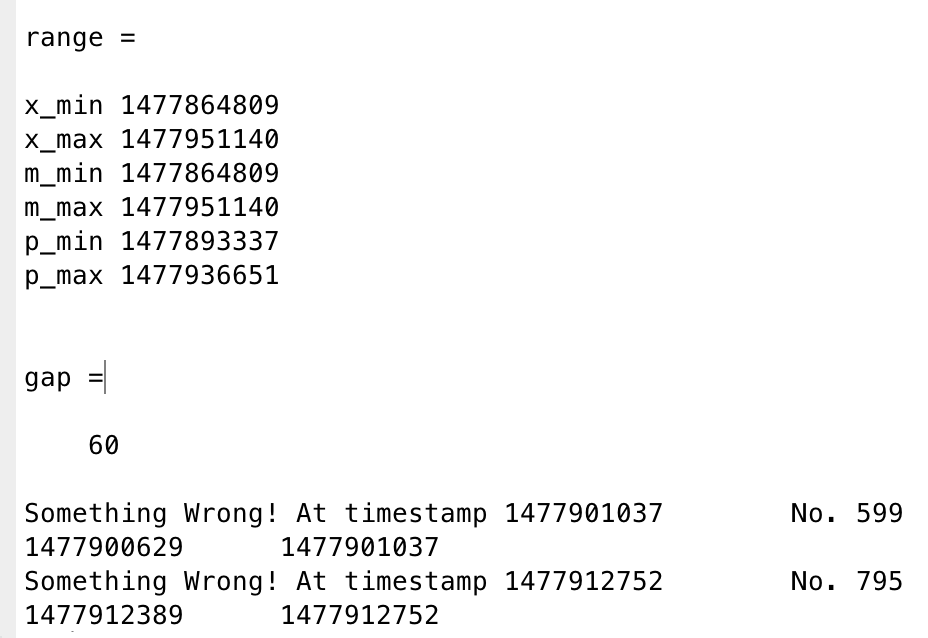 range =
x_min 1477864809
x_max 1477951140
m_min 1477864809
m_max 1477951140
p_min 1477893337
p_max 1477936651
gap =
60
Something Wrong! At timestamp 1477901037 No. 599
1477900629 1477901037
Something Wrong! At timestamp 1477912752 No. 795
1477912389 1477912752